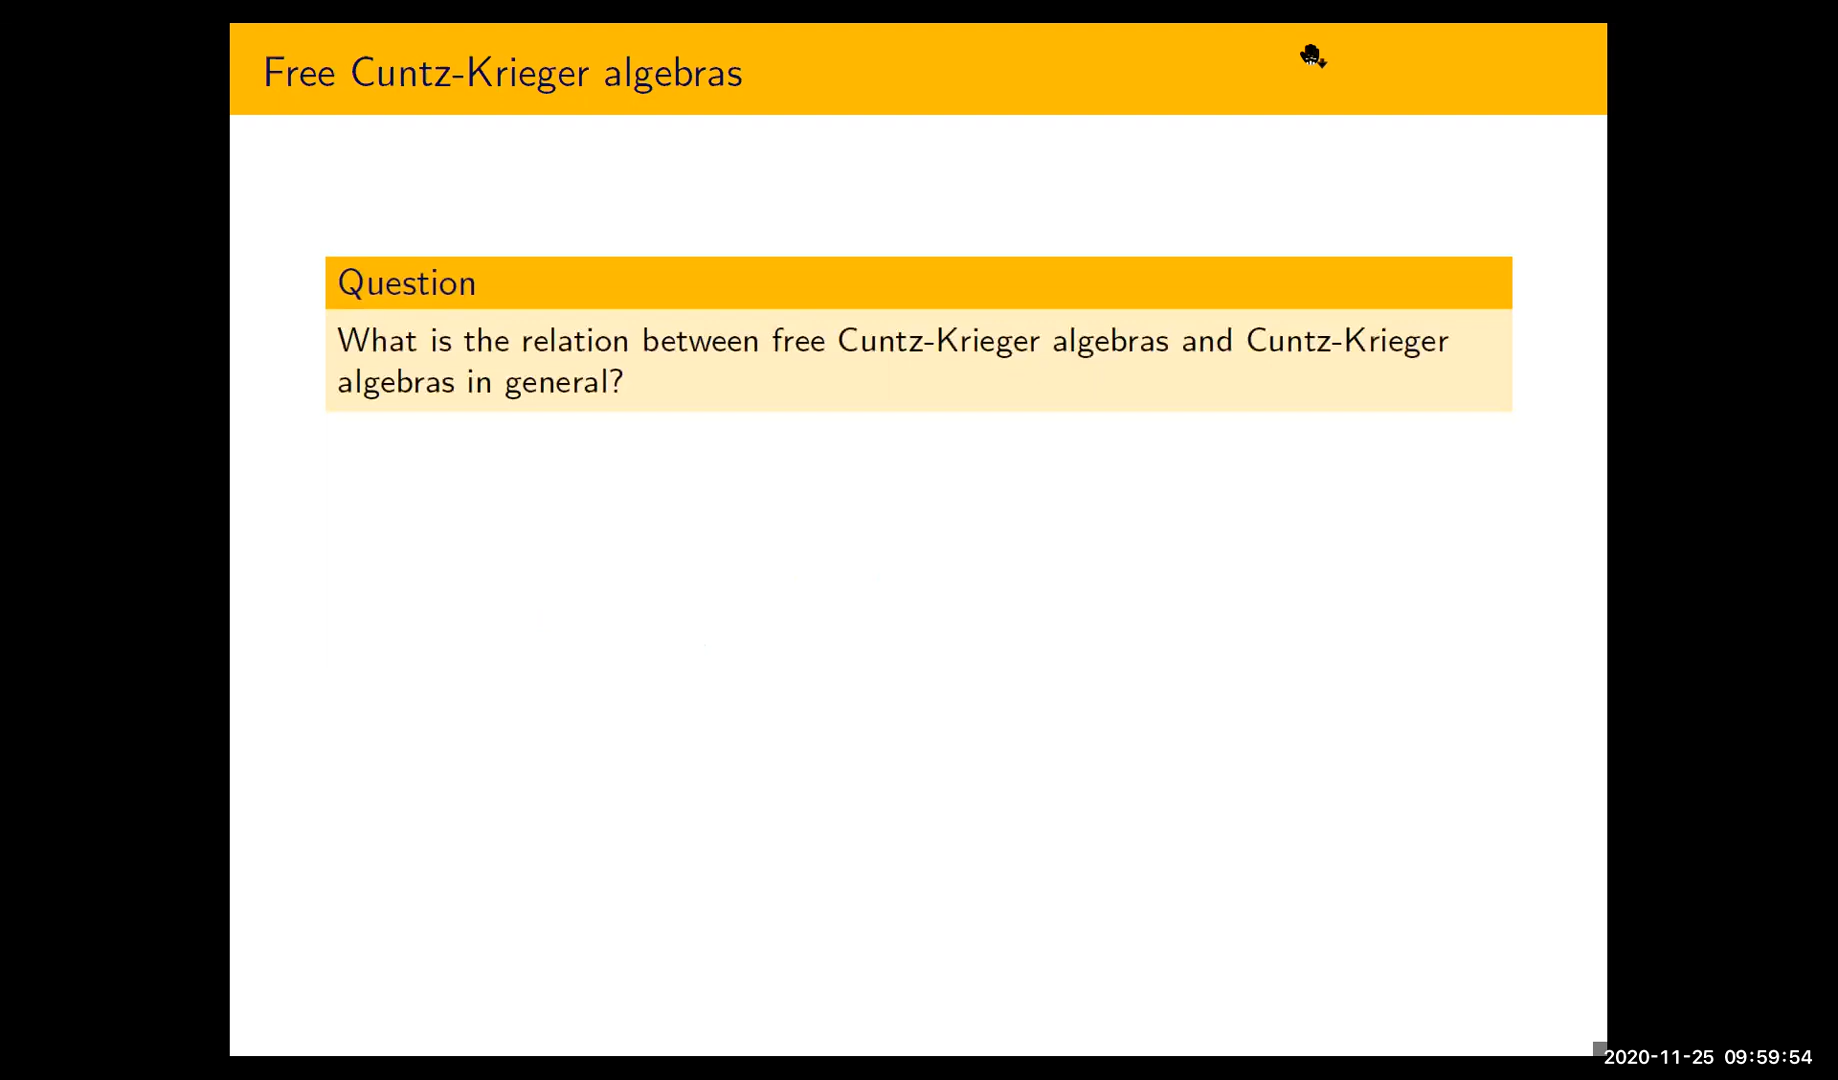 Free Cuntz-Krieger algebras
Question
What is the relation between free Cuntz-Krieger algebras and Cuntz-Krieger
algebras in general?
2020-11-25 09:59:54